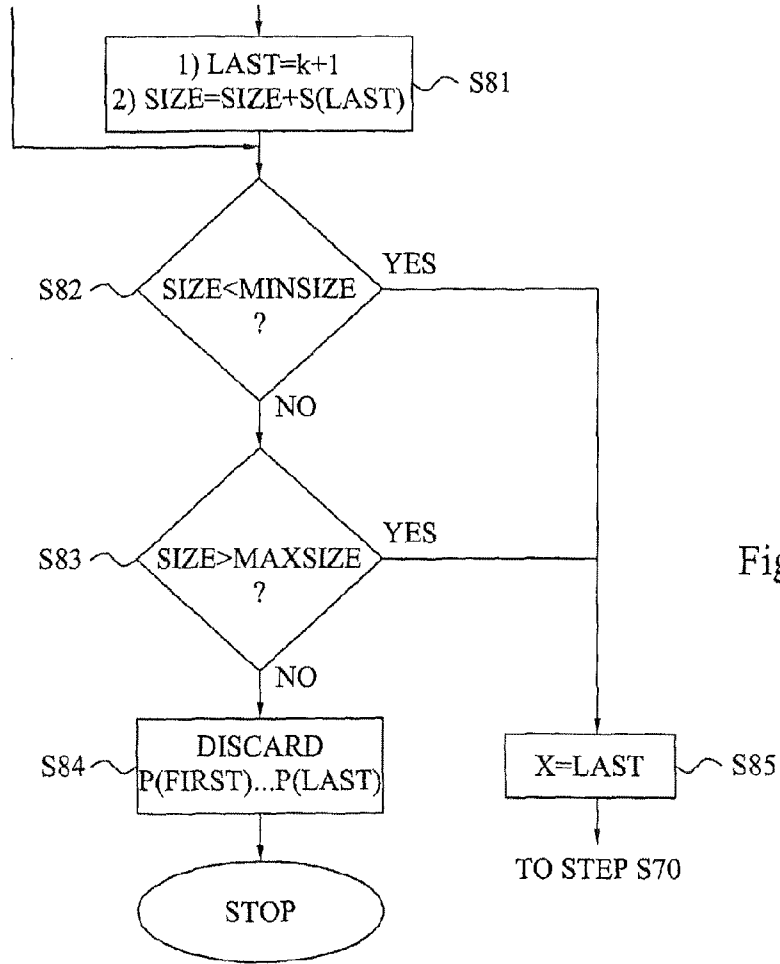 1) LAST=k+1
2) SIZE=SIZE+S(LAST)
S81
YES
S82
SIZE<MINSIZE
?
NO
YES
S83
SIZE>MAXSIZE
?
Fig
NO
S84
DISCARD
P(FIRST)...P(LAST)
X=LAST
S85
TO STEP S70
STOP